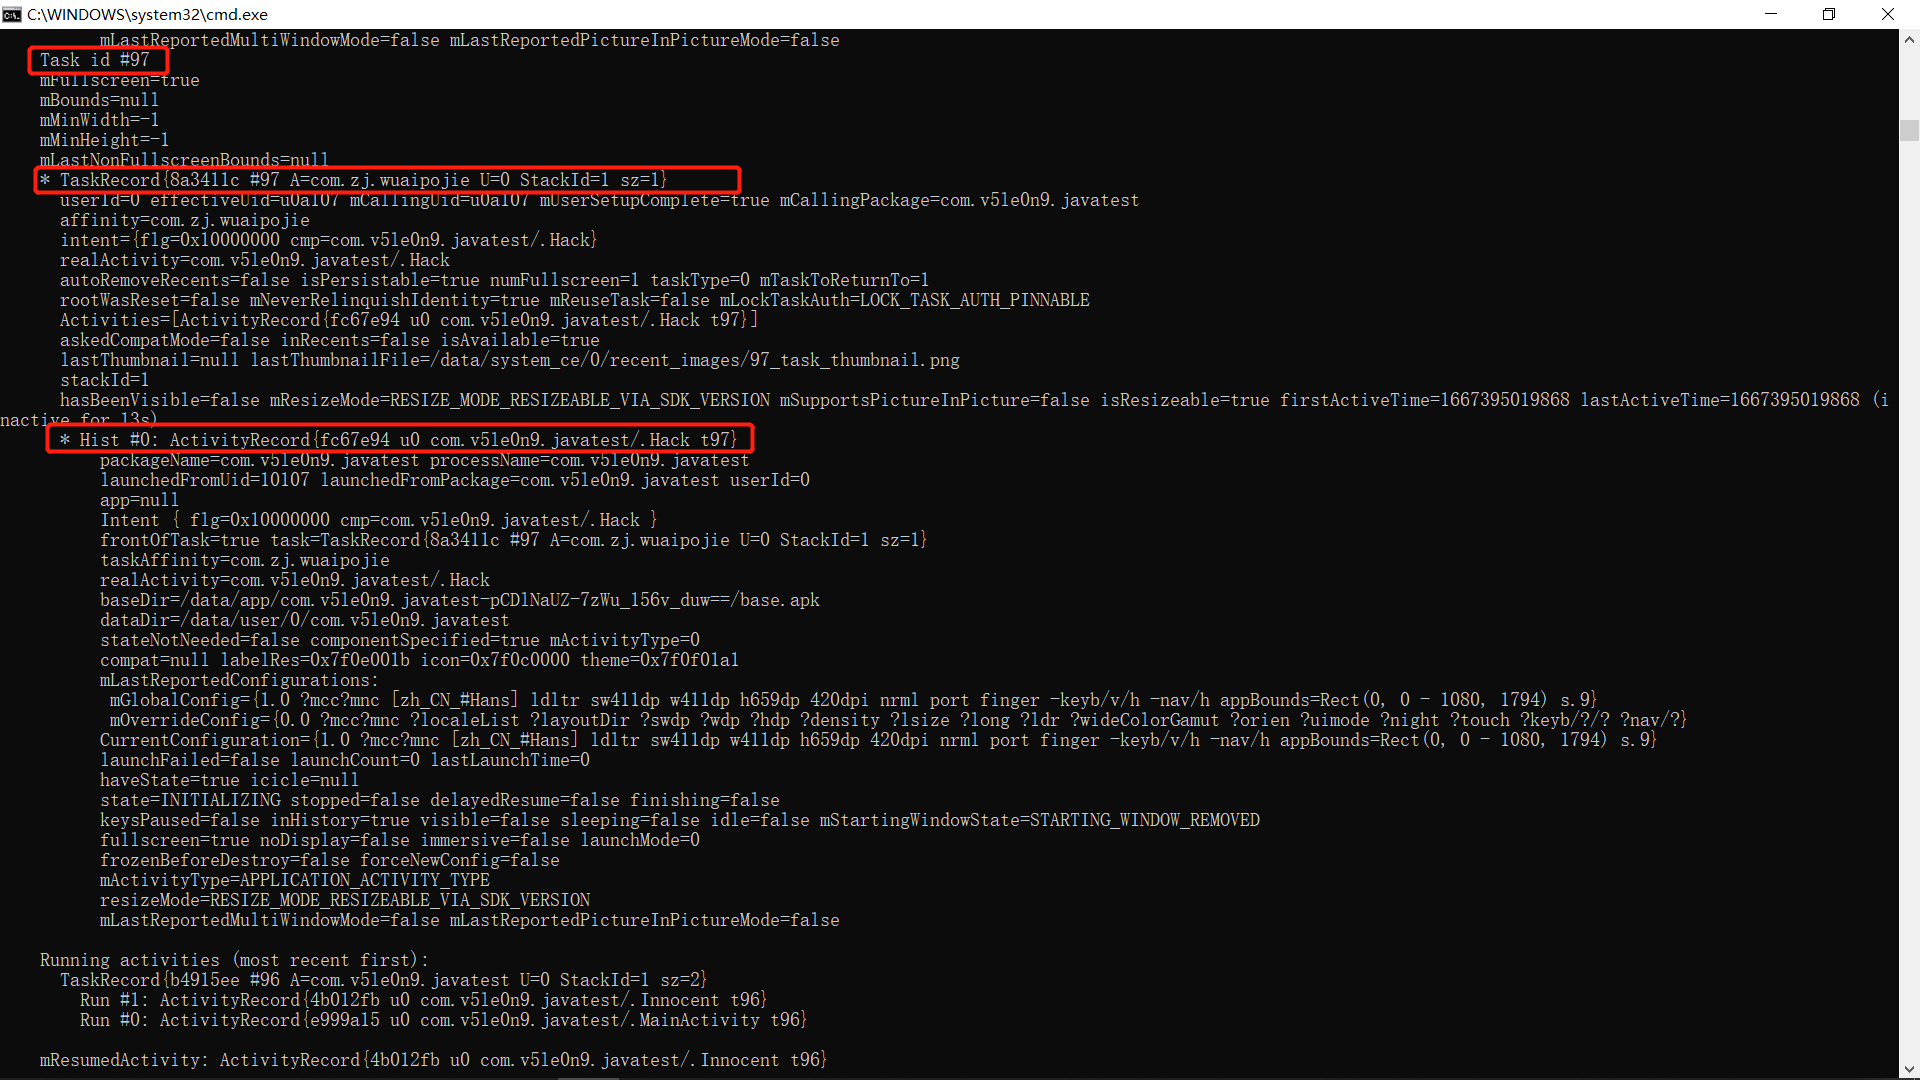 C:\WINDOWS\system32\cmd.exe
mLastReportedMultiWindowMode=false mLastReportedPictureInPictureMode=false
Task id #97
mFullscreen=true
mBounds=null
mMinWidth=-1
mMinHeight=-1
mLastNonFullscreenBounds=null
* TaskRecord{8a3411c #97 A=com.zj.wuaipojie U=0 StackId=1 sz=1}
userId=0 effectiveUid=u0a107 mCallingUid=u0a107 mUserSetupComplete=true mCallingPackage=com.v5le0n9.javatest
affinity=com.zj.wuaipojie
intent={flg=0x10000000 cmp=com.v5le0n9.javatest/.Hack}
realActivity=com.v5le0n9.javatest/.Hack
autoRemoveRecents=false isPersistable=true numFullscreen=1 taskType=0 mTaskToReturnTo=1
rootWasReset=false mNeverRelinquishIdentity=true mReuseTask=false mLockTaskAuth=LOCK_TASK_AUTH_PINNABLE
Activities=[ActivityRecord{fc67e94 u0 com.v5le0n9.javatest/.Hack t97}]
askedCompatMode=false inRecents=false isAvailable=true
lastThumbnail=null lastThumbnailFile=/data/system_ce/0/recent_images/97_task_thumbnail.png
stackId=1
hasBeenVisible=false mResizeMode=RESIZE_MODE_RESIZEABLE_VIA_SDK_VERSION mSupportsPictureInPicture=false isResizeable=true firstActiveTime=1667395019868 lastActiveTime=1667395019868 (i
nactive for 13s)
* Hist #0: ActivityRecord{fc67e94 u0 com.v5le0n9.javatest/.Hack t97}
packageName=com.v5le0n9.javatest processName=com.v5le0n9.javatest
launchedFromUid=10107 launchedFromPackage=com.v5le0n9.javatest userId=0
app=null
Intent { flg=0x10000000 cmp=com.v5le0n9.javatest/.Hack }
frontOfTask=true task=TaskRecord{8a3411c #97 A=com.zj.wuaipojie U=0 StackId=1 sz=1}
taskAffinity=com.zj.wuaipojie
realActivity=com.v5le0n9.javatest/.Hack
baseDir=/data/app/com.v5le0n9.javatest-pCDlNaUZ-7zWu_156v_duw==/base.apk
dataDir=/data/user/0/com.v5le0n9.javatest
stateNotNeeded=false componentSpecified=true mActivityType=0
compat=null labelRes=0x7f0e001b icon=0x7f0c0000 theme=0x7f0f01a1
mLastReportedConfigurations:
mGlobalConfig={1.0 ?mcc?mnc [zh_CN_#Hans] ldltr sw411dp w411dp h659dp 420dpi nrml port finger -keyb/v/h -nav/h appBounds=Rect(0, 0 - 1080, 1794) s.9}
mOverrideConfig={0.0 ?mcc?mnc ?localeList ?layoutDir ?swdp ?wdp ?hdp ?density ?lsize ?long ?ldr ?wideColorGamut ?orien ?uimode ?night ?touch ?keyb/?/? ?nav/?}
CurrentConfiguration={1.0 ?mcc?mnc [zh_CN_#Hans] ldltr sw411dp w411dp h659dp 420dpi nrml port finger -keyb/v/h -nav/h appBounds=Rect(0, 0 - 1080, 1794) s.9}
launchFailed=false launchCount=0 lastLaunchTime=0
haveState=true icicle=null
state=INITIALIZING stopped=false delayedResume=false finishing=false
keysPaused=false inHistory=true visible=false sleeping=false idle=false mStartingWindowState=STARTING_WINDOW_REMOVED
fullscreen=true noDisplay=false immersive=false launchMode=0
frozenBeforeDestroy=false forceNewConfig=false
mActivityType=APPLICATION_ACTIVITY_TYPE
resizeMode=RESIZE_MODE_RESIZEABLE_VIA_SDK_VERSION
mLastReportedMultiWindowMode=false mLastReportedPictureInPictureMode=false
Running activities (most recent first):
TaskRecord{b4915ee #96 A=com.v5le0n9.javatest U=0 StackId=1 sz=2}
Run #1: ActivityRecord{4b012fb u0 com.v5le0n9.javatest/.Innocent t96}
Run #0: ActivityRecord{e999a15 u0 com.v5le0n9.javatest/.MainActivity t96}
mResumedActivity: ActivityRecord{4b012fb u0 com.v5le0n9.javatest/.Innocent t96}